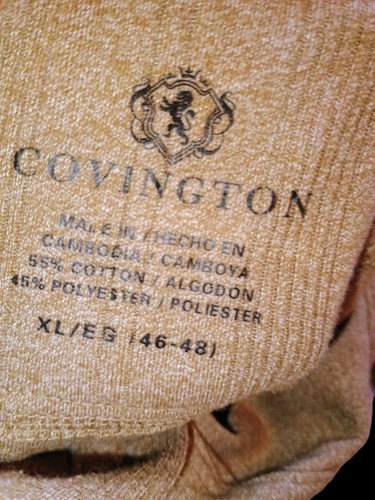 COVINGTON
MADE IN / HECHO EN
CAMBODIA / CAMBOYA
55% COTTON / ALGODON
45% POLYESTER / POLIESTER
XL/EG (46-48)